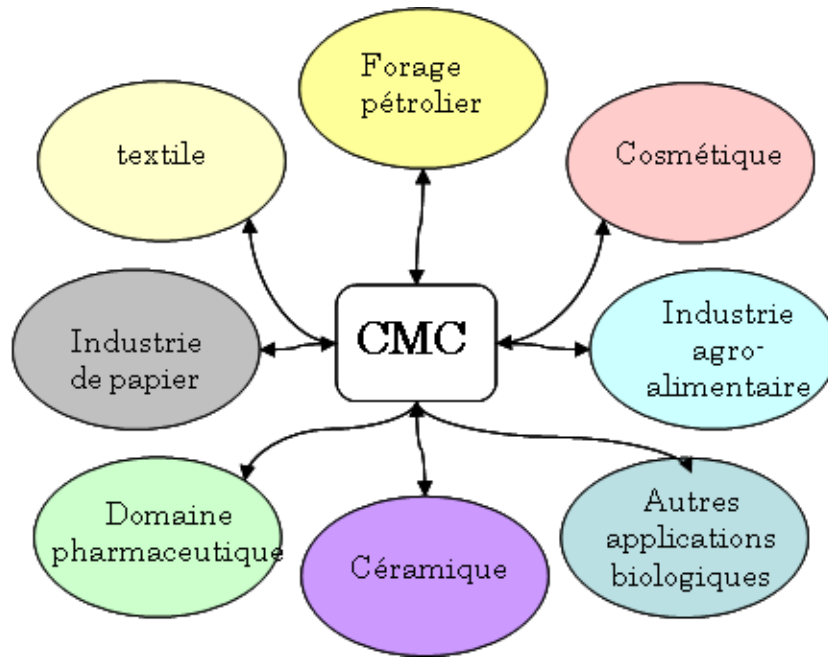 Forage
pétrolier
textile
Cosmétique
CMC
Industrie
de papier
Industrie
agro-
alimentaire
Domaine
pharmaceutique
Céramique
Autres
applications
biologiques